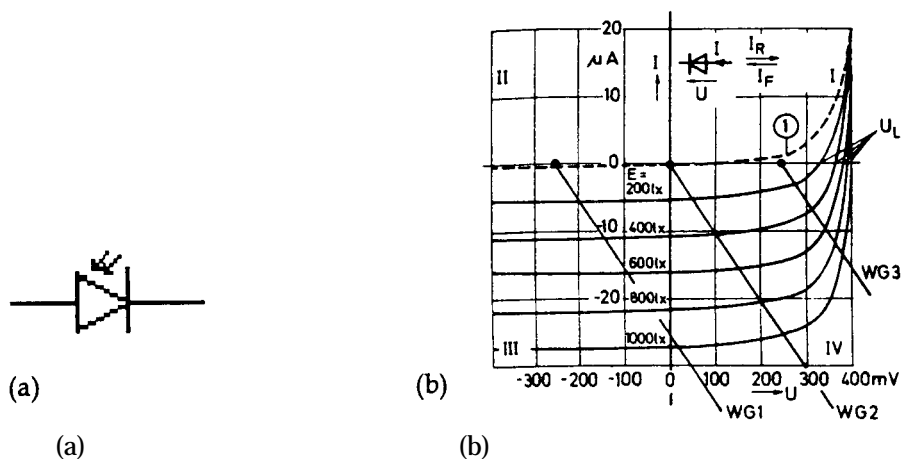 20
μA
10
0
-10
-20
II
I
I
I_R
I_F
U
I
1
U_L
E =
200lx
400lx
600lx
800lx
1000lx
III
IV
WG3
-300 -200 -100 0 100 200 300 400mV
U
WG1
WG2
(a)
(b)
(a)
(b)